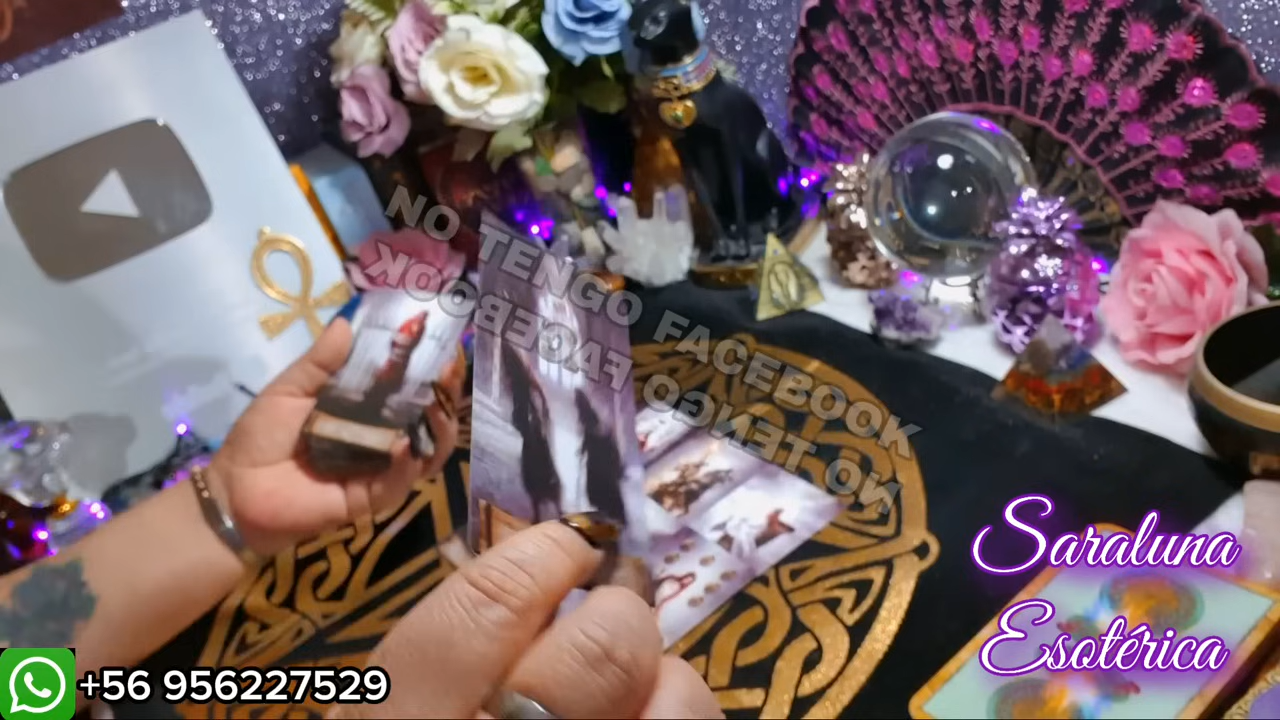 NO TENGO FACEBOOK
NO TENGO FACEBOOK
Saraluna
Esotérica
+56 956227529